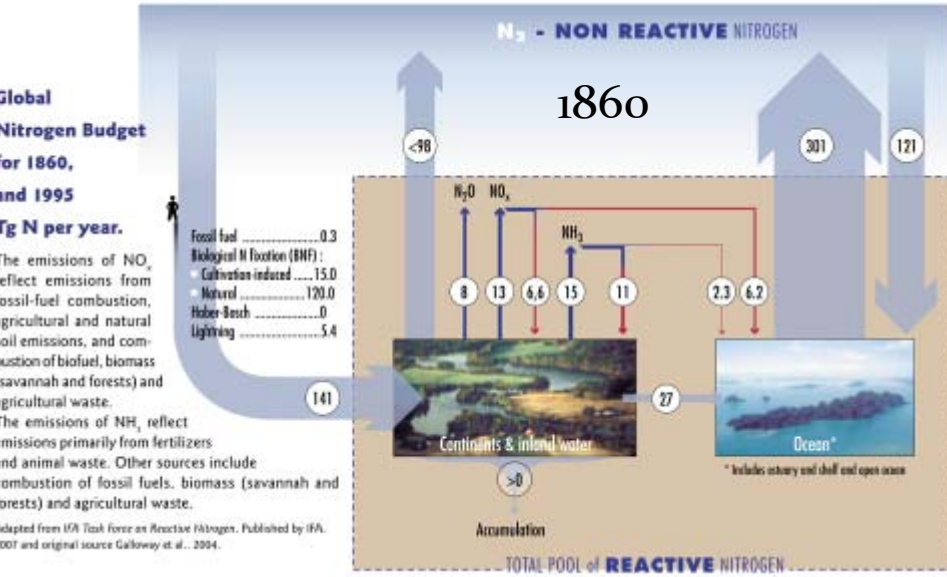 N₂ - NON REACTIVE NITROGEN
1860
Global
Nitrogen Budget
for 1860,
and 1995
Tg N per year.
The emissions of NOx
reflect emissions from
fossil-fuel combustion,
agricultural and natural
soil emissions, and com-
bustion of biofuel, biomass
(savannah and forests) and
agricultural waste.
The emissions of NH₃ reflect
emissions primarily from fertilizers
and animal waste. Other sources include
combustion of fossil fuels, biomass (savannah and
forests) and agricultural waste.
Adapted from IFA Task Force on Reactive Nitrogen. Published by IFA.
2007 and original source Galloway et al.. 2004.
Fossil fuel ..................0.3
Biological N Fixation (BNF) :
Cultivation-induced .....15.0
Natural .................120.0
Haber-Bosch ................0
Lightning ...................5.4
<98
301
121
N₂O NOx
NH₃
8
13
6,6
15
11
2.3
6.2
141
27
Continents & inland water
Ocean*
* Includes estuary and shelf and open ocean
>0
Accumulation
TOTAL POOL of REACTIVE NITROGEN